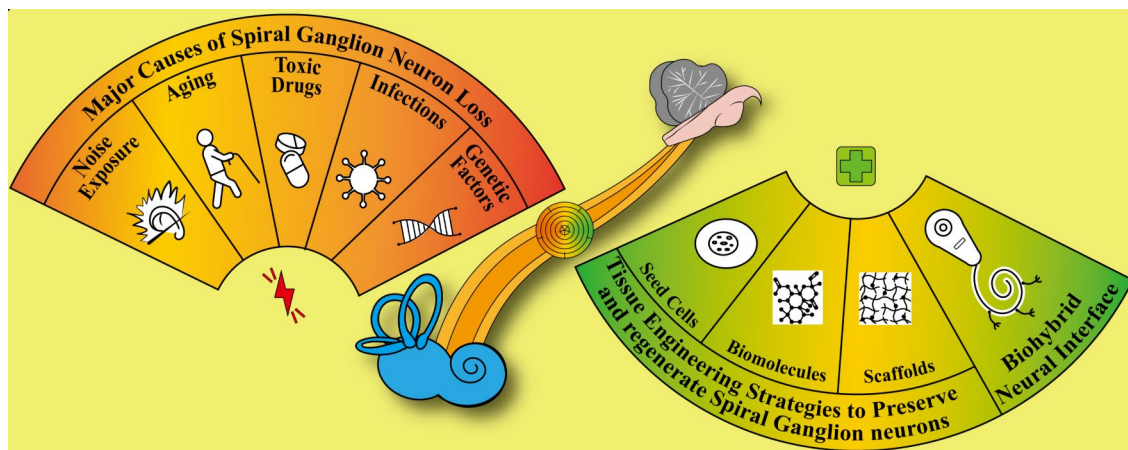 Major Causes of Spiral Ganglion Neuron Loss
Noise
Exposure
Aging
Toxic
Drugs
Infections
Genetic
Factors
Seed Cells
Biomolecules
Scaffolds
Biohybrid
Neural Interface
Tissue Engineering Strategies to Preserve
and regenerate Spiral Ganglion neurons